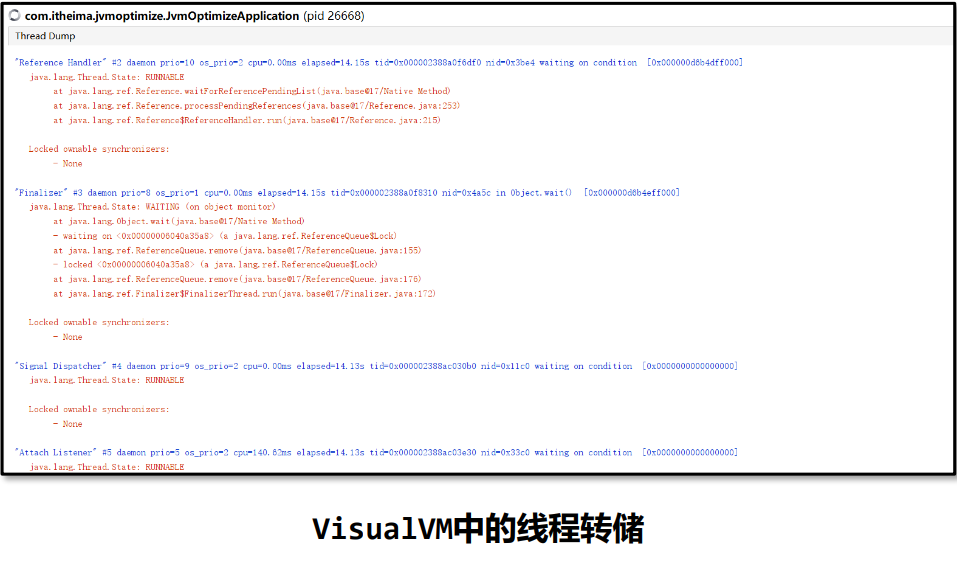 com.itheima.jvmoptimize.JvmOptimizeApplication (pid 26668)
Thread Dump
"Reference Handler" #2 daemon prio=10 os_prio=2 cpu=0.00ms elapsed=14.15s tid=0x000002388a0f6df0 nid=0x3be4 waiting on condition  [0x000000d6b4dff000]
java.lang.Thread.State: RUNNABLE
at java.lang.ref.Reference.waitForReferencePendingList(java.base@17/Native Method)
at java.lang.ref.Reference.processPendingReferences(java.base@17/Reference.java:253)
at java.lang.ref.Reference$ReferenceHandler.run(java.base@17/Reference.java:215)
Locked ownable synchronizers:
- None
"Finalizer" #3 daemon prio=8 os_prio=1 cpu=0.00ms elapsed=14.15s tid=0x000002388a0f8310 nid=0x4a5c in Object.wait()  [0x000000d6b4eff000]
java.lang.Thread.State: WAITING (on object monitor)
at java.lang.Object.wait(java.base@17/Native Method)
- waiting on <0x00000006040a35a8> (a java.lang.ref.ReferenceQueue$Lock)
at java.lang.ref.ReferenceQueue.remove(java.base@17/ReferenceQueue.java:155)
- locked <0x00000006040a35a8> (a java.lang.ref.ReferenceQueue$Lock)
at java.lang.ref.ReferenceQueue.remove(java.base@17/ReferenceQueue.java:176)
at java.lang.ref.Finalizer$FinalizerThread.run(java.base@17/Finalizer.java:172)
Locked ownable synchronizers:
- None
"Signal Dispatcher" #4 daemon prio=9 os_prio=2 cpu=0.00ms elapsed=14.13s tid=0x000002388ac030b0 nid=0x11c0 waiting on condition  [0x0000000000000000]
java.lang.Thread.State: RUNNABLE
Locked ownable synchronizers:
- None
"Attach Listener" #5 daemon prio=5 os_prio=2 cpu=140.62ms elapsed=14.13s tid=0x000002388ac03e30 nid=0x33c0 waiting on condition  [0x0000000000000000]
java.lang.Thread.State: RUNNABLE
VisualVM中的线程转储